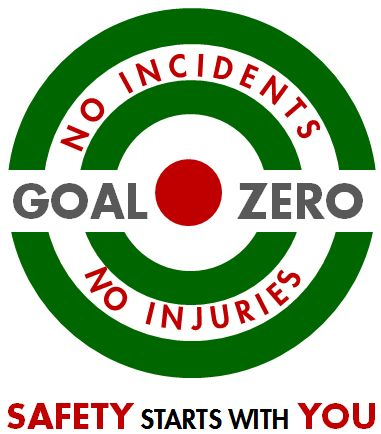 NO INCIDENTS
GOAL ZERO
NO INJURIES
SAFETY STARTS WITH YOU